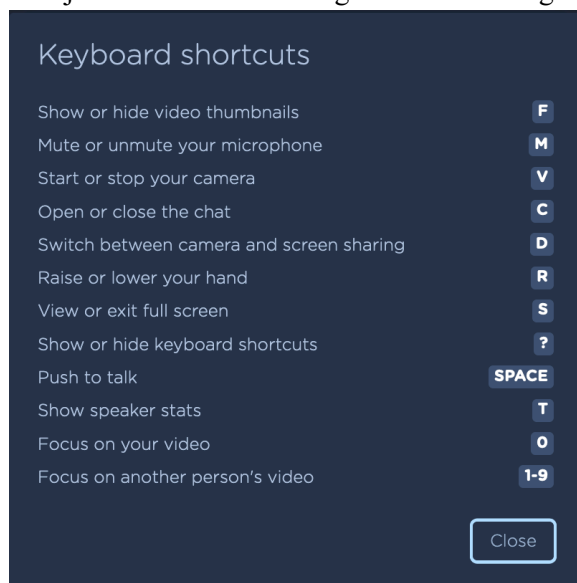 Keyboard shortcuts
Show or hide video thumbnails F
Mute or unmute your microphone M
Start or stop your camera V
Open or close the chat C
Switch between camera and screen sharing D
Raise or lower your hand R
View or exit full screen S
Show or hide keyboard shortcuts ?
Push to talk SPACE
Show speaker stats T
Focus on your video 0
Focus on another person's video 1-9
Close